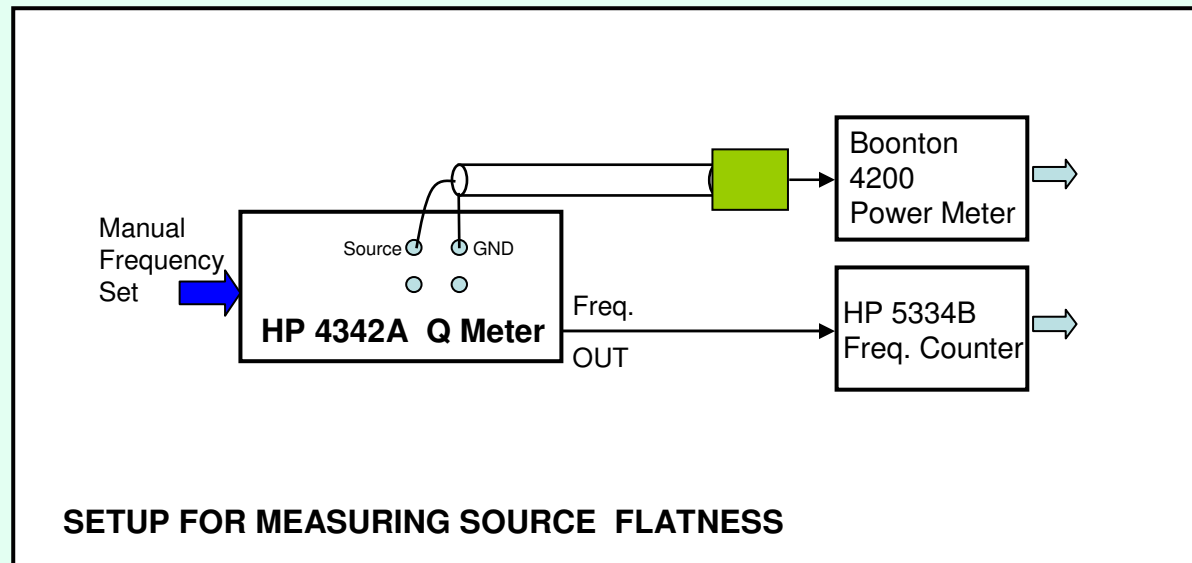 Boonton
4200
Power Meter
Manual
Frequency
Set
Source
GND
HP 4342A  Q Meter
Freq.
OUT
HP 5334B
Freq. Counter
SETUP FOR MEASURING SOURCE  FLATNESS